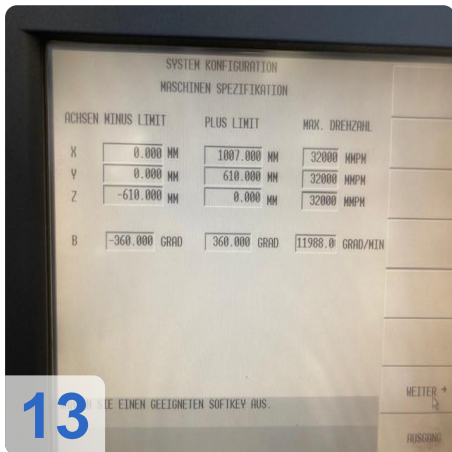 SYSTEM KONFIGURATION
MASCHINEN SPEZIFIKATION
ACHSEN MINUS LIMIT PLUS LIMIT MAX. DREHZAHL
X 0.000 MM 1007.000 MM 32000 MMPM
Y 0.000 MM 610.000 MM 32000 MMPM
Z -610.000 MM 0.000 MM 32000 MMPM
B -360.000 GRAD 360.000 GRAD 11988.0 GRAD/MIN
WEITER →
SIE EINEN GEEIGNETEN SOFTKEY AUS.
AUSGANG
13